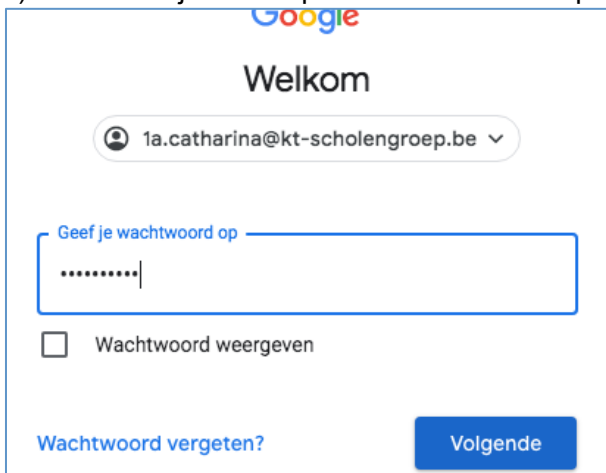 Google
Welkom
1a.catharina@kt-scholengroep.be
Geef je wachtwoord op
••••••••••
Wachtwoord weergeven
Wachtwoord vergeten?
Volgende